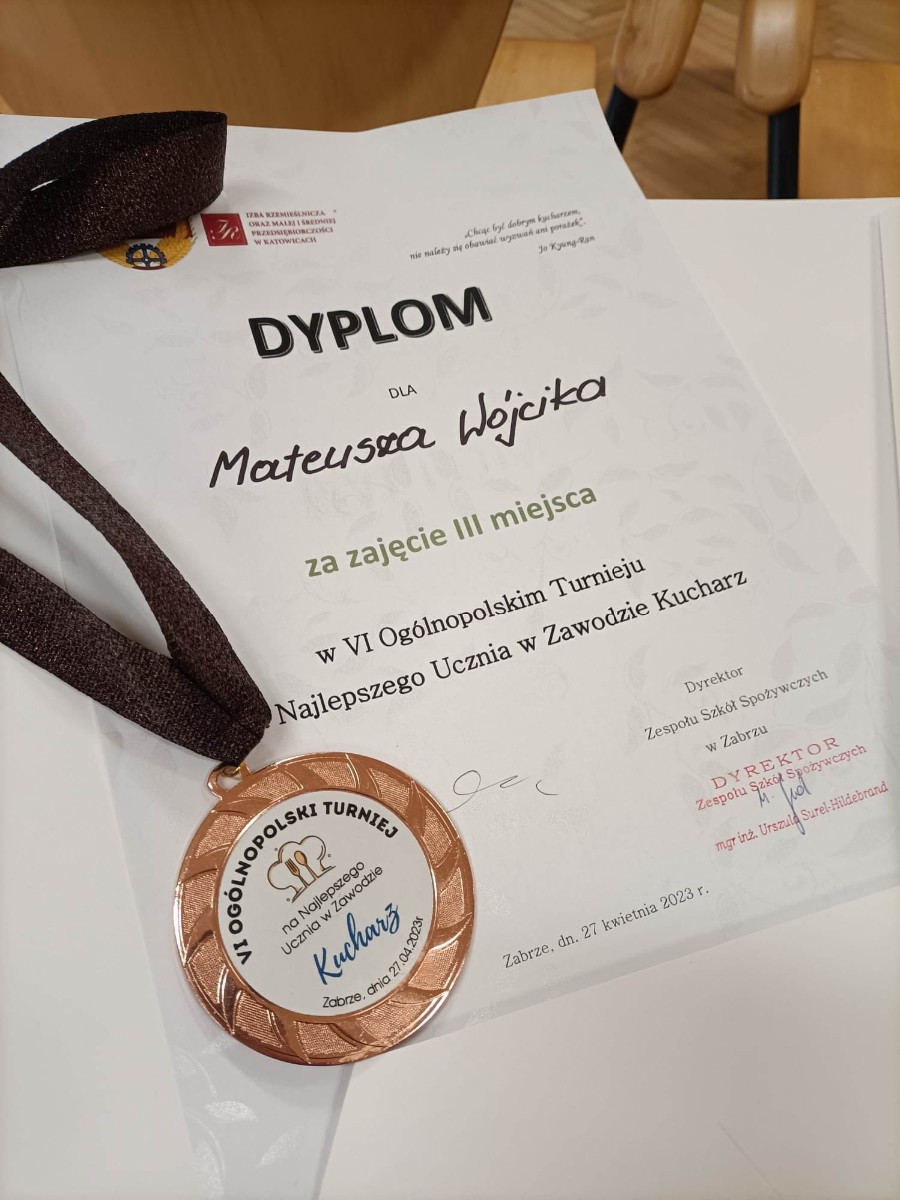 IZBA RZEMIEŚLNICZA
ORAZ MAŁEJ I ŚREDNIEJ
PRZEDSIĘBIORCZOŚCI
W KATOWICACH
„Chcąc być dobrym kucharzem,
nie należy się obawiać wyzwań ani porażek”.
Jo Kyung-Ran
DYPLOM
DLA
Mateusza Wójcika
za zajęcie III miejsca
w VI Ogólnopolskim Turnieju
Najlepszego Ucznia w Zawodzie Kucharz
Dyrektor
Zespołu Szkół Spożywczych
w Zabrzu
DYREKTOR
Zespołu Szkół Spożywczych
mgr inż. Urszula Surel-Hildebrand
Zabrze, dn. 27 kwietnia 2023 r.
VI OGÓLNOPOLSKI TURNIEJ
na Najlepszego
Ucznia w Zawodzie
Kucharz
Zabrze, dnia 27.04.2023r